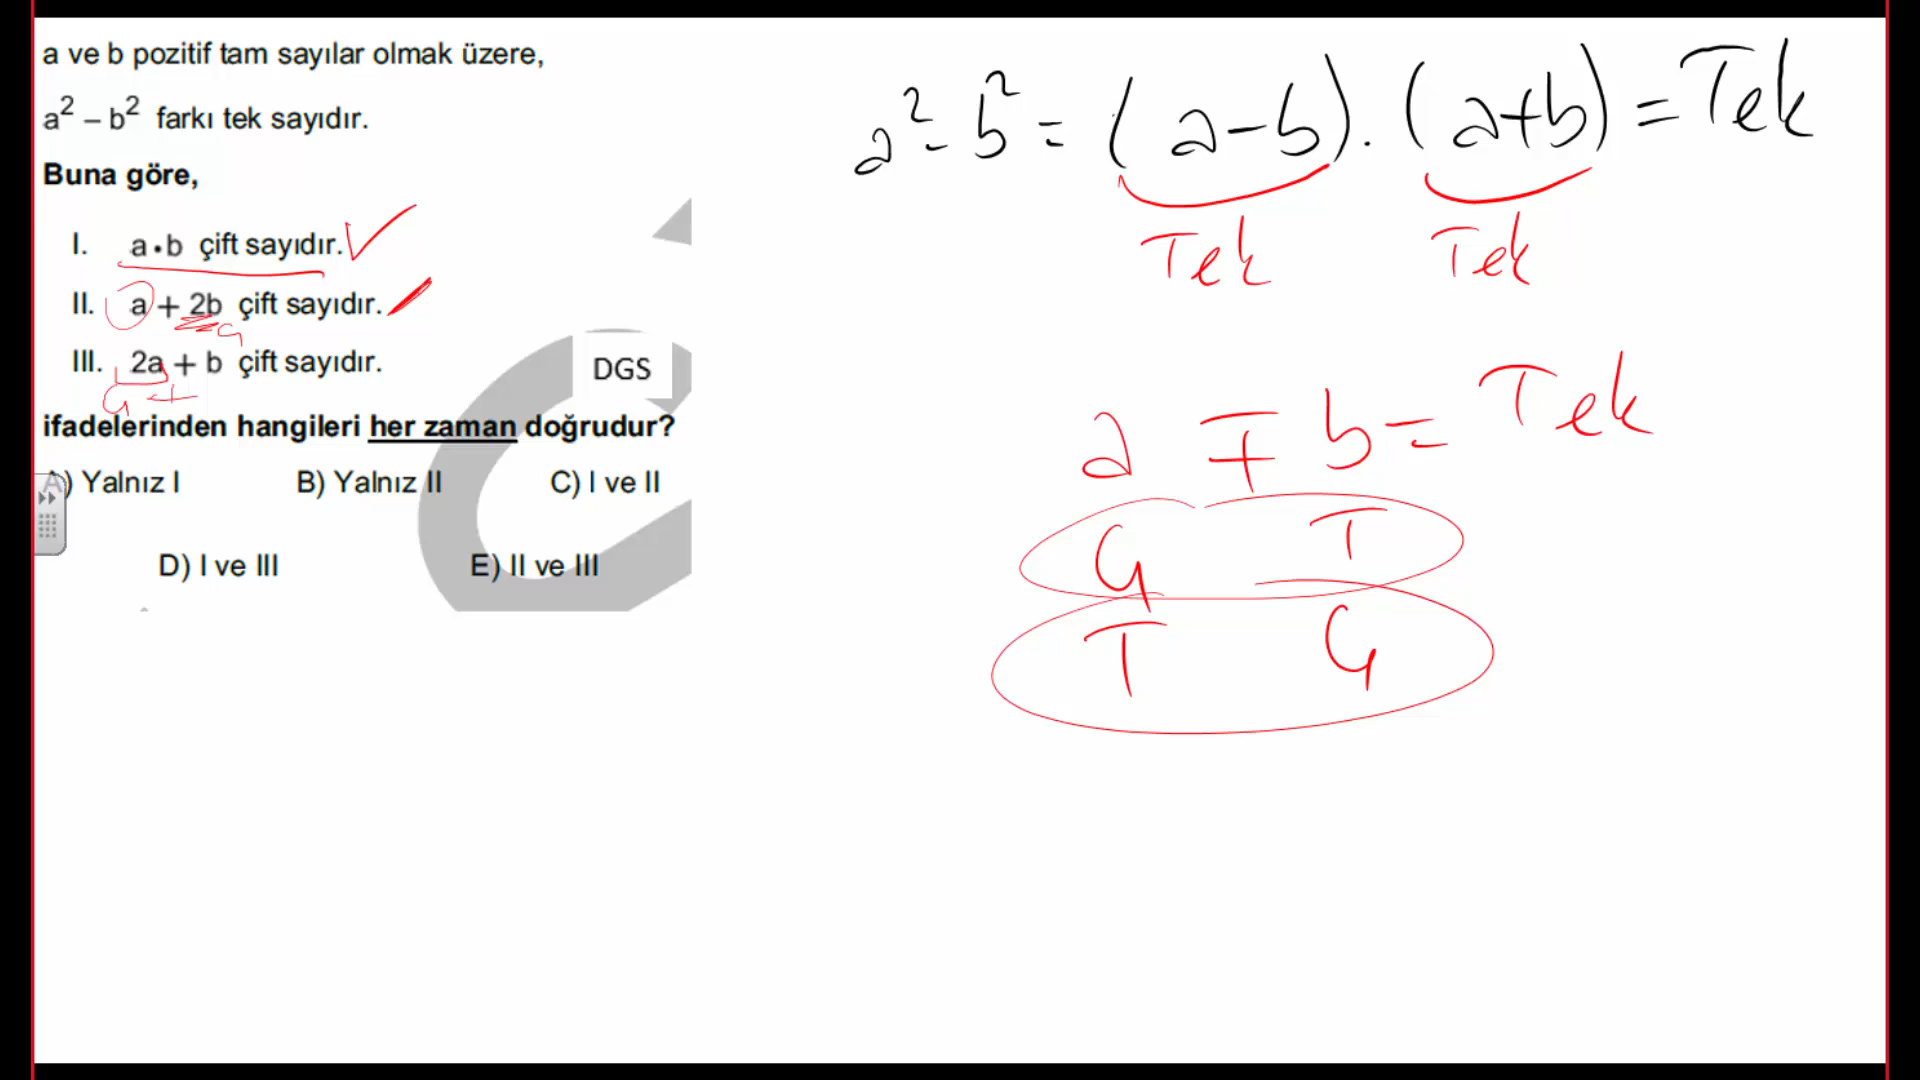 a ve b pozitif tam sayılar olmak üzere,
a² – b² farkı tek sayıdır.
Buna göre,
I. a·b çift sayıdır.
II. a + 2b çift sayıdır.
Ç
III. 2a + b çift sayıdır.
Ç +
DGS
ifadelerinden hangileri her zaman doğrudur?
A) Yalnız I B) Yalnız II C) I ve II
D) I ve III E) II ve III
a² - b² = (a-b).(a+b) = Tek
Tek Tek
a ∓ b = Tek
Ç T
T Ç